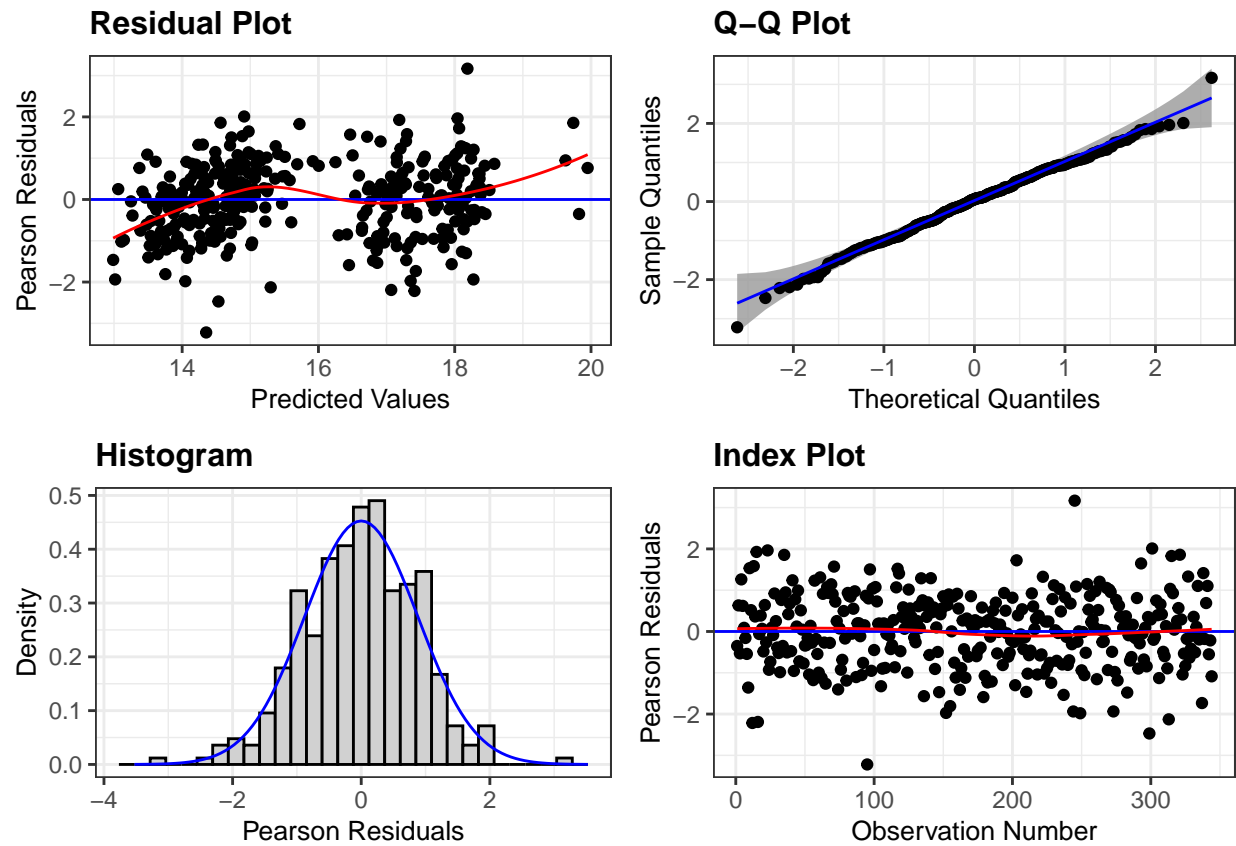 Residual Plot
Pearson Residuals
2
0
−2
14 16 18 20
Predicted Values
Q−Q Plot
Sample Quantiles
2
0
−2
−2 −1 0 1 2
Theoretical Quantiles
Histogram
Density
0.5
0.4
0.3
0.2
0.1
0.0
−4 −2 0 2
Pearson Residuals
Index Plot
Pearson Residuals
2
0
−2
0 100 200 300
Observation Number